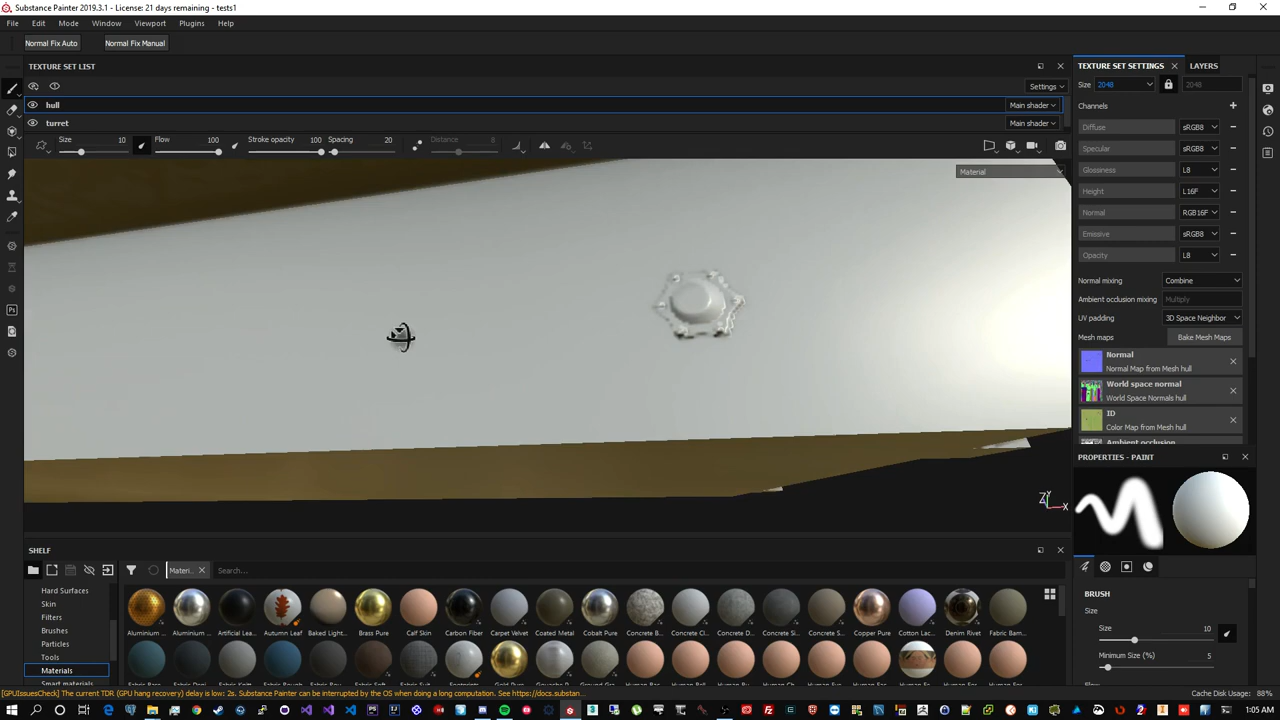 Substance Painter 2019.3.1 - License: 21 days remaining - tests1
File Edit Mode Window Viewport Plugins Help
Normal Fix Auto Normal Fix Manual
TEXTURE SET LIST
Settings
hull Main shader
turret Main shader
Size 10 Flow 100 Stroke opacity 100 Spacing 20 Distance 8
Material
Z Y X
TEXTURE SET SETTINGS LAYERS
Size 2048 2048
Channels
Diffuse sRGB8
Specular sRGB8
Glossiness L8
Height L16F
Normal RGB16F
Emissive sRGB8
Opacity L8
Normal mixing Combine
Ambient occlusion mixing Multiply
UV padding 3D Space Neighbor
Mesh maps Bake Mesh Maps
Normal
Normal Map from Mesh hull
World space normal
World Space Normals hull
ID
Color Map from Mesh hull
Ambient occlusion
PROPERTIES - PAINT
BRUSH
Size
Size 10
Minimum Size (%) 5
SHELF
Materi... Search...
Hard Surfaces
Skin
Filters
Brushes
Particles
Tools
Materials
Smart materials
Aluminium ... Aluminium ... Artificial Lea... Autumn Leaf Baked Light... Brass Pure Calf Skin Carbon Fiber Carpet Velvet Coated Metal Cobalt Pure Concrete B... Concrete Cl... Concrete D... Concrete Si... Concrete S... Copper Pure Cotton Lac... Denim Rivet Fabric Bam...
[GPUIssuesCheck] The current TDR (GPU hang recovery) delay is low: 2s. Substance Painter can be interrupted by the OS when doing a long computation. See https://docs.substan...
Cache Disk Usage: 88%
1:05 AM